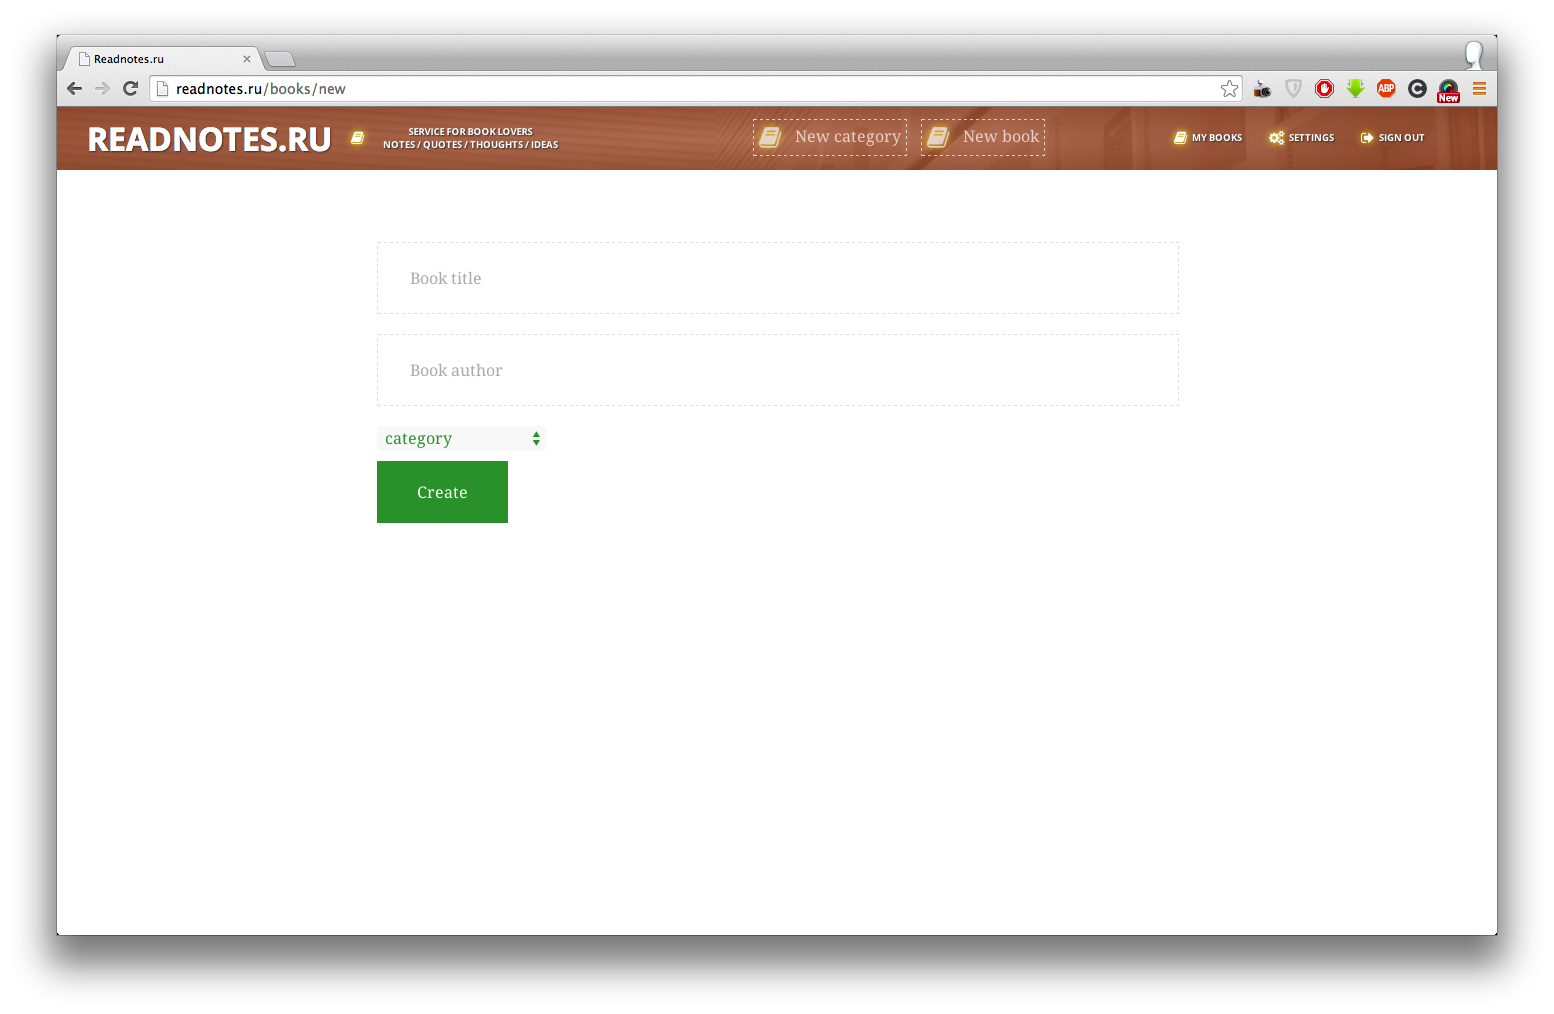 Readnotes.ru
readnotes.ru/books/new
ABP
New
READNOTES.RU
SERVICE FOR BOOK LOVERS
NOTES / QUOTES / THOUGHTS / IDEAS
New category
New book
MY BOOKS
SETTINGS
SIGN OUT
Book title
Book author
category
Create